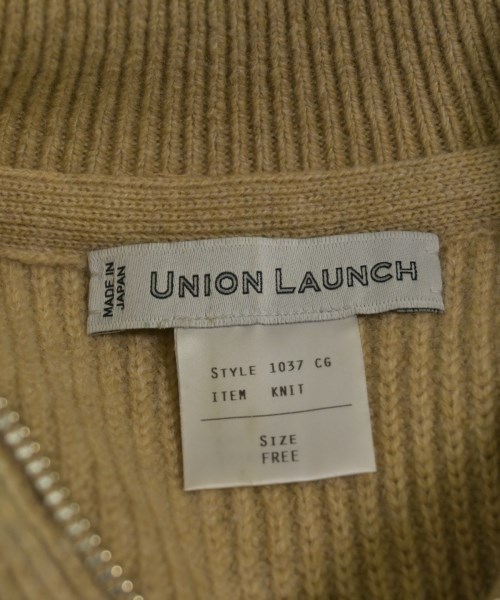 MADE IN
JAPAN
UNION LAUNCH
STYLE 1037 CG
ITEM KNIT
SIZE
FREE